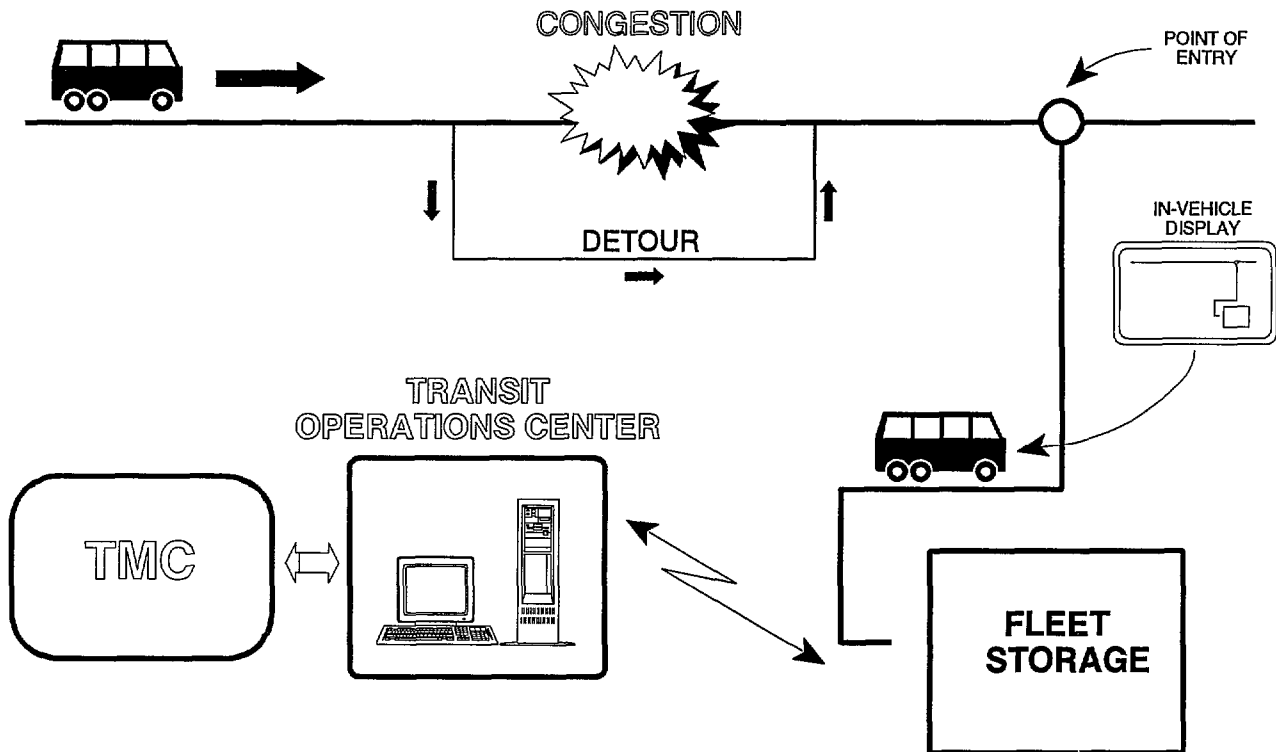 CONGESTION
POINT OF
ENTRY
DETOUR
IN-VEHICLE
DISPLAY
TRANSIT
OPERATIONS CENTER
TMC
FLEET
STORAGE